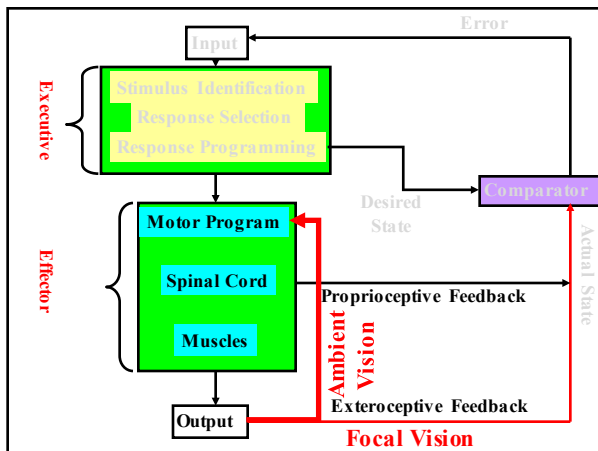 Error
Input
Executive
Stimulus Identification
Response Selection
Response Programming
Desired
State
Comparator
Actual State
Effector
Motor Program
Spinal Cord
Muscles
Proprioceptive Feedback
Ambient
Vision
Output
Exteroceptive Feedback
Focal Vision